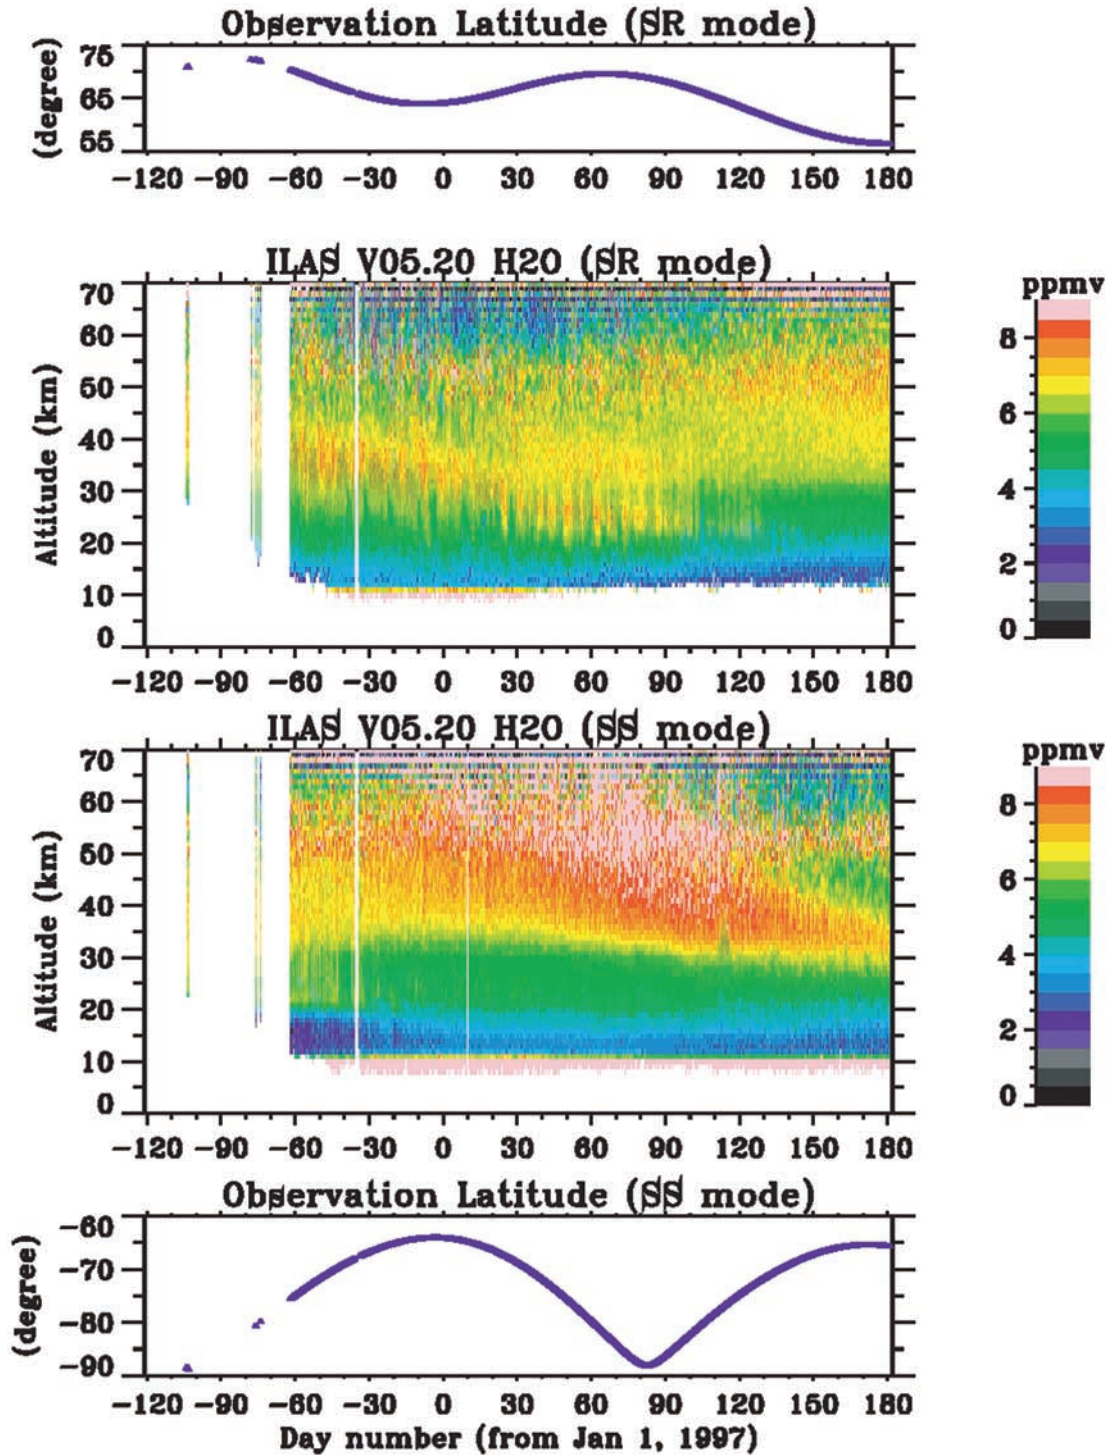 Observation Latitude (SR mode)
(degree)
75
65
55
−120 −90 −60 −30 0 30 60 90 120 150 180
ILAS V05.20 H2O (SR mode)
Altitude (km)
70
60
50
40
30
20
10
0
−120 −90 −60 −30 0 30 60 90 120 150 180
ppmv
8
6
4
2
0
ILAS V05.20 H2O (SS mode)
Altitude (km)
70
60
50
40
30
20
10
0
−120 −90 −60 −30 0 30 60 90 120 150 180
ppmv
8
6
4
2
0
Observation Latitude (SS mode)
(degree)
−60
−70
−80
−90
−120 −90 −60 −30 0 30 60 90 120 150 180
Day number (from Jan 1, 1997)